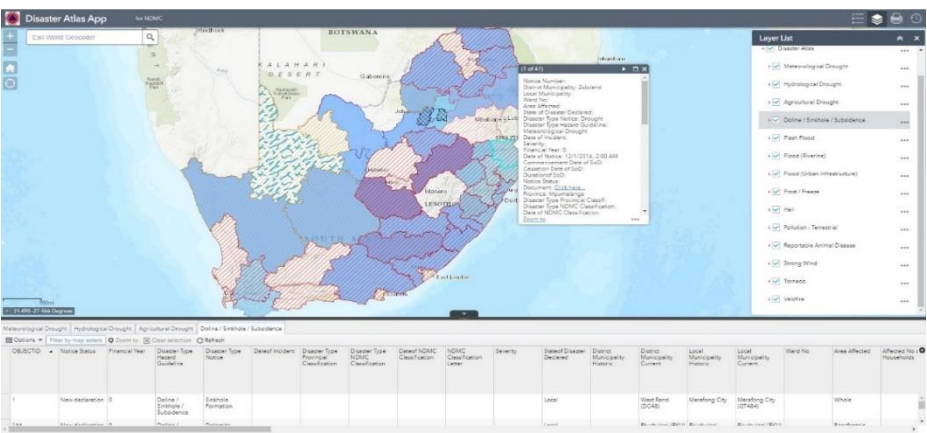 Disaster Atlas App for NDMC
Esri World Geocoder
BOTSWANA
KALAHARI
DESERT
Gaborone
LESOTHO
SOUTH A
East London
(1 of 41)
Notice Number:
District Municipality: Zululand
Local Municipality:
Ward No:
Area Affected:
State of Disaster Declared:
Disaster Type Notice: Drought
Disaster Type Hazard Guideline:
Meteorological Drought
Date of Incident:
Severity:
Financial Year: 0
Date of Notice: 12/1/2016, 2:00 AM
Commencement Date of SoD:
Cessation Date of SoD:
Duration of SoD:
Notice Status:
Document: Click here...
Province: Mpumalanga
Disaster Type Provincial Classifi:
Disaster Type NDMC Classification:
Date of NDMC Classification:
Zoom to
Layer List
Disaster Atlas
Meteorological Drought
Hydrological Drought
Agricultural Drought
Doline / Sinkhole / Subsidence
Flash Flood
Flood (Riverine)
Flood (Urban Infrastructure)
Frost / Freeze
Hail
Pollution - Terrestrial
Reportable Animal Disease
Strong Wind
Tornado
Veldfire
Meteorological Drought Hydrological Drought Agricultural Drought Doline / Sinkhole / Subsidence
Options Filter by map extent Zoom to Clear selection Refresh
OBJECTID Notice Status Financial Year Disaster Type Hazard Guideline Disaster Type Notice Date of Incident Disaster Type Provincial Classification Disaster Type NDMC Classification Date of NDMC Classification NDMC Classification Letter Severity State of Disaster Declared District Municipality Historic District Municipality Current Local Municipality Historic Local Municipality Current Ward No Area Affected Affected No Households
1 New declaration 0 Doline / Sinkhole / Subsidence Sinkhole Formation Local West Rand (DC48) Merafong City Merafong City (GT484) Whole